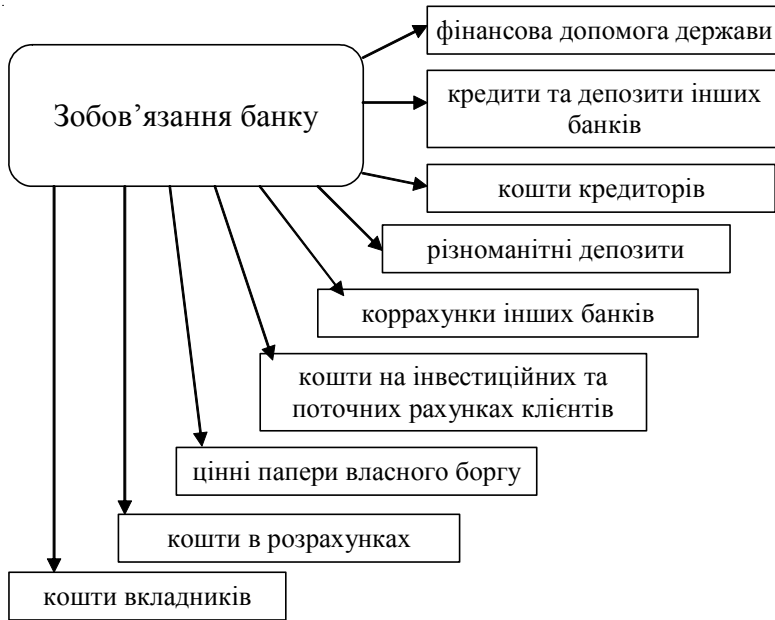 фінансова допомога держави
Зобов’язання банку
кредити та депозити інших
банків
кошти кредиторів
різноманітні депозити
коррахунки інших банків
кошти на інвестиційних та
поточних рахунках клієнтів
цінні папери власного боргу
кошти в розрахунках
кошти вкладників